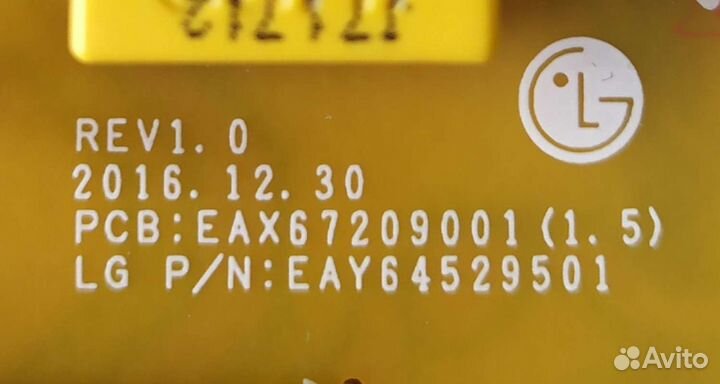 REV1.0
2016.12.30
PCB:EAX67209001(1.5)
LG P/N:EAY64529501
Avito